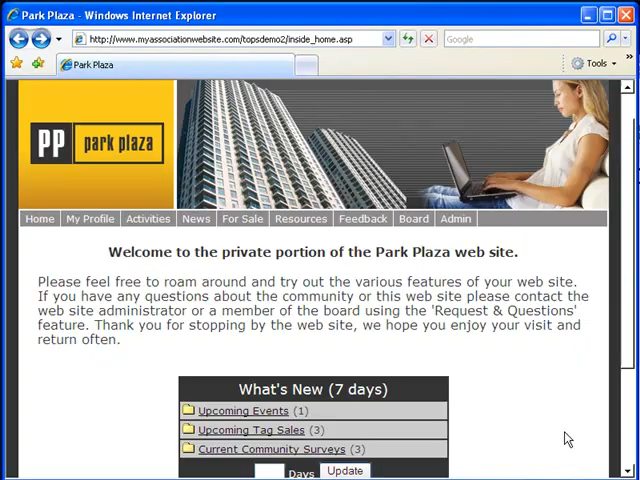 Park Plaza - Windows Internet Explorer
http://www.myassociationwebsite.com/topsdemo2/inside_home.asp
Google
Park Plaza
Tools
PP park plaza
Home My Profile Activities News For Sale Resources Feedback Board Admin
Welcome to the private portion of the Park Plaza web site.
Please feel free to roam around and try out the various features of your web site.
If you have any questions about the community or this web site please contact the
web site administrator or a member of the board using the 'Request & Questions'
feature. Thank you for stopping by the web site, we hope you enjoy your visit and
return often.
What's New (7 days)
Upcoming Events (1)
Upcoming Tag Sales (3)
Current Community Surveys (3)
Days Update